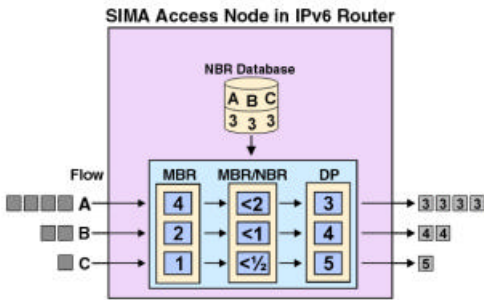 SIMA Access Node in IPv6 Router
NBR Database
A B C
3 3 3
Flow MBR MBR/NBR DP
A 4 <2 3 3 3 3 3
B 2 <1 4 4 4
C 1 <½ 5 5